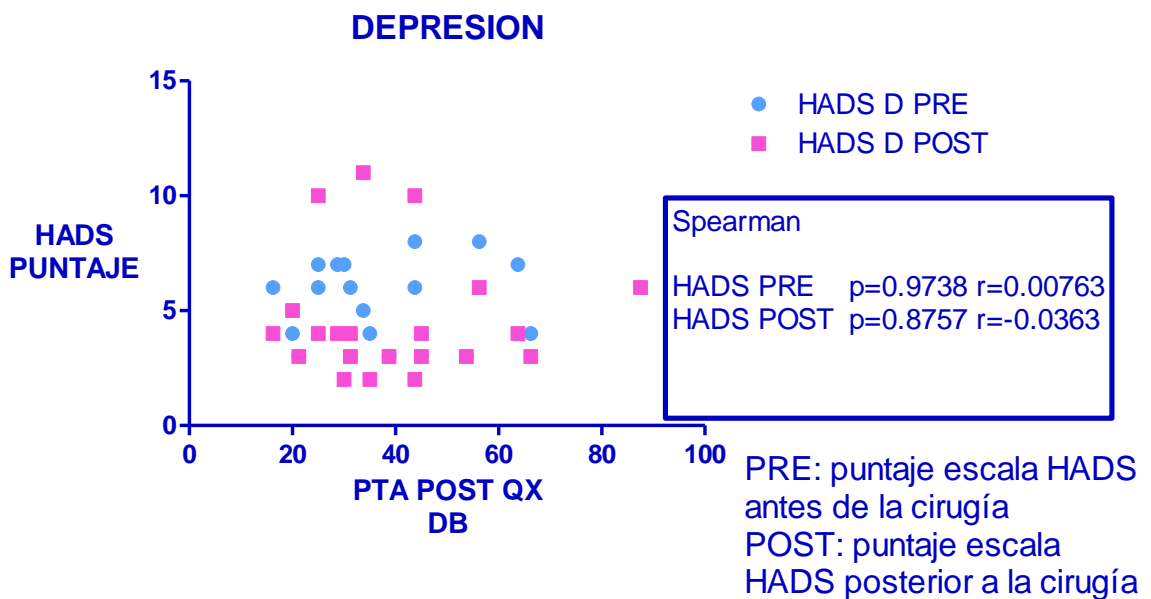 DEPRESION
15
10
5
0
HADS
PUNTAJE
0 20 40 60 80 100
PTA POST QX
DB
HADS D PRE
HADS D POST
Spearman
HADS PRE p=0.9738 r=0.00763
HADS POST p=0.8757 r=-0.0363
PRE: puntaje escala HADS
antes de la cirugía
POST: puntaje escala
HADS posterior a la cirugía